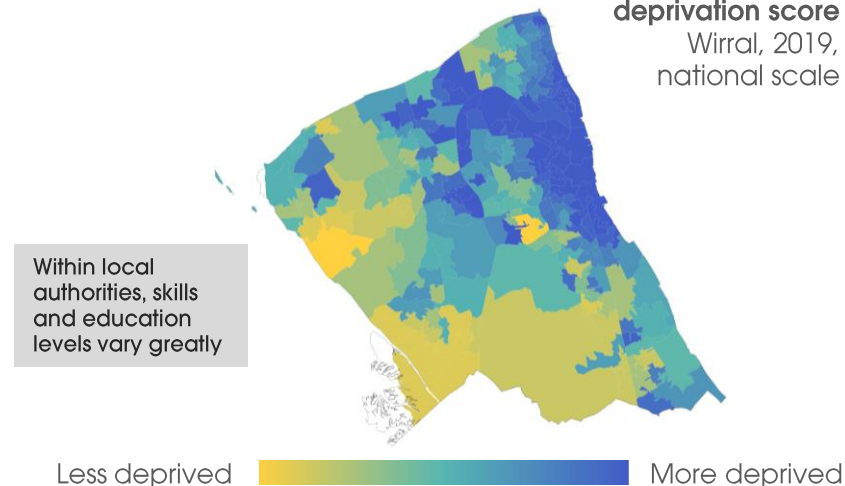 deprivation score
Wirral, 2019,
national scale
Within local
authorities, skills
and education
levels vary greatly
Less deprived
More deprived